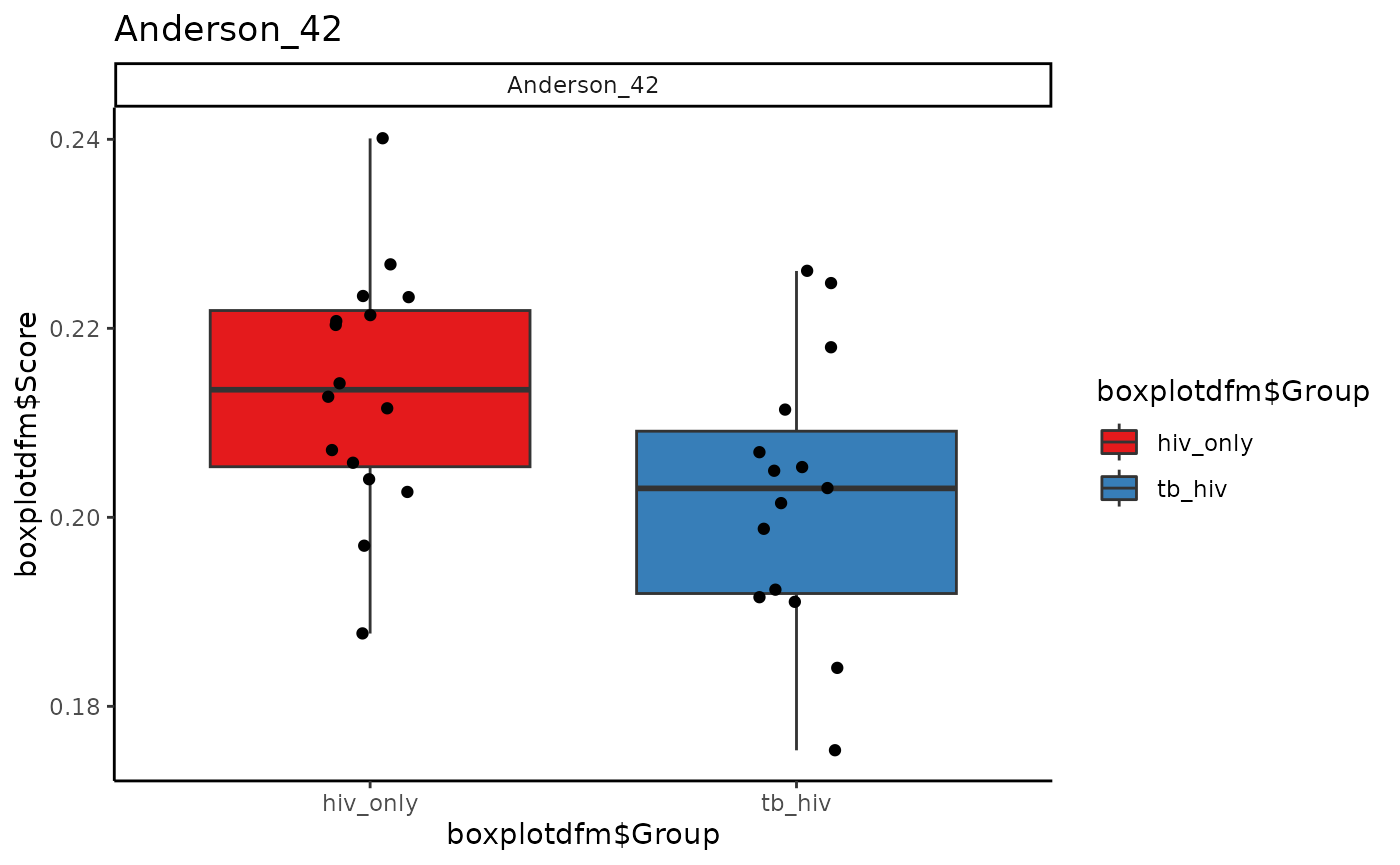 Anderson_42
Anderson_42
0.24
0.22
0.20
0.18
boxplotdfm$Score
hiv_only
tb_hiv
boxplotdfm$Group
boxplotdfm$Group
hiv_only
tb_hiv